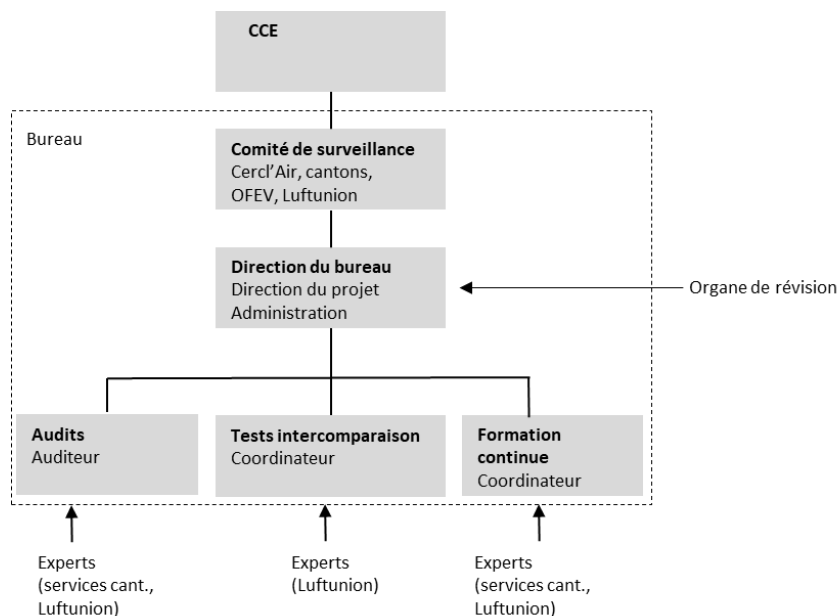 CCE
Bureau
Comité de surveillance
Cercl’Air, cantons,
OFEV, Luftunion
Direction du bureau
Direction du projet
Administration
Organe de révision
Audits
Auditeur
Tests intercomparaison
Coordinateur
Formation
continue
Coordinateur
Experts
(services cant.,
Luftunion)
Experts
(Luftunion)
Experts
(services cant.,
Luftunion)